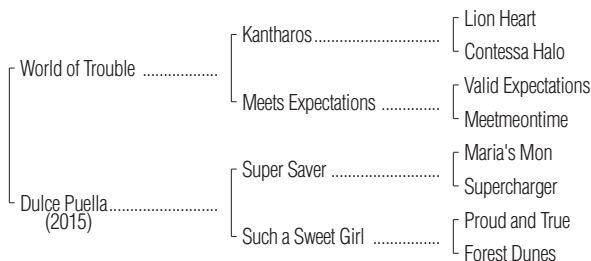 World of Trouble ..................
Dulce Puella..........................
(2015)
Kantharos..............................
Meets Expectations ..............
Super Saver ..........................
Such a Sweet Girl ................
Lion Heart
Contessa Halo
Valid Expectations
Meetmeontime
Maria's Mon
Supercharger
Proud and True
Forest Dunes